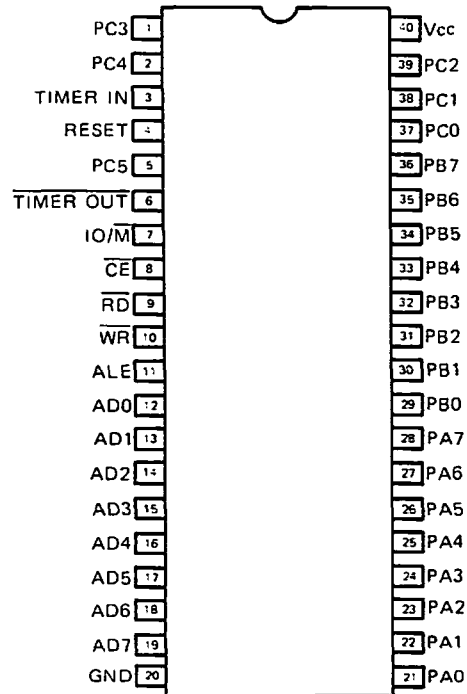 PC3 1 40 Vcc
PC4 2 39 PC2
TIMER IN 3 38 PC1
RESET 4 37 PC0
PC5 5 36 PB7
TIMER OUT 6 35 PB6
IO/M 7 34 PB5
CE 8 33 PB4
RD 9 32 PB3
WR 10 31 PB2
ALE 11 30 PB1
AD0 12 29 PB0
AD1 13 28 PA7
AD2 14 27 PA6
AD3 15 26 PA5
AD4 16 25 PA4
AD5 17 24 PA3
AD6 18 23 PA2
AD7 19 22 PA1
GND 20 21 PA0